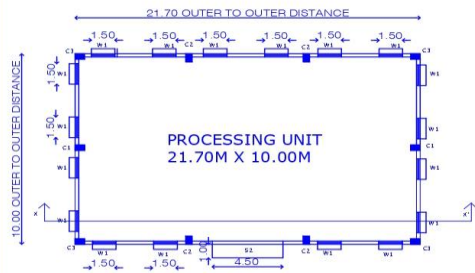 21.70 OUTER TO OUTER DISTANCE
1.50 1.50 1.50 1.50 1.50 1.50
C3 W1 W1 C2 W1 W1 C2 W1 W1 C3
W1 W1
10.00 OUTER TO OUTER DISTANCE
1.50
W1 W1
PROCESSING UNIT
C1 C1
21.70M X 10.00M
W1 W1
X X'
W1 W1
C3 W1 W1 C2 1.00 S2 C2 W1 W1 C3
1.50 1.50 4.50